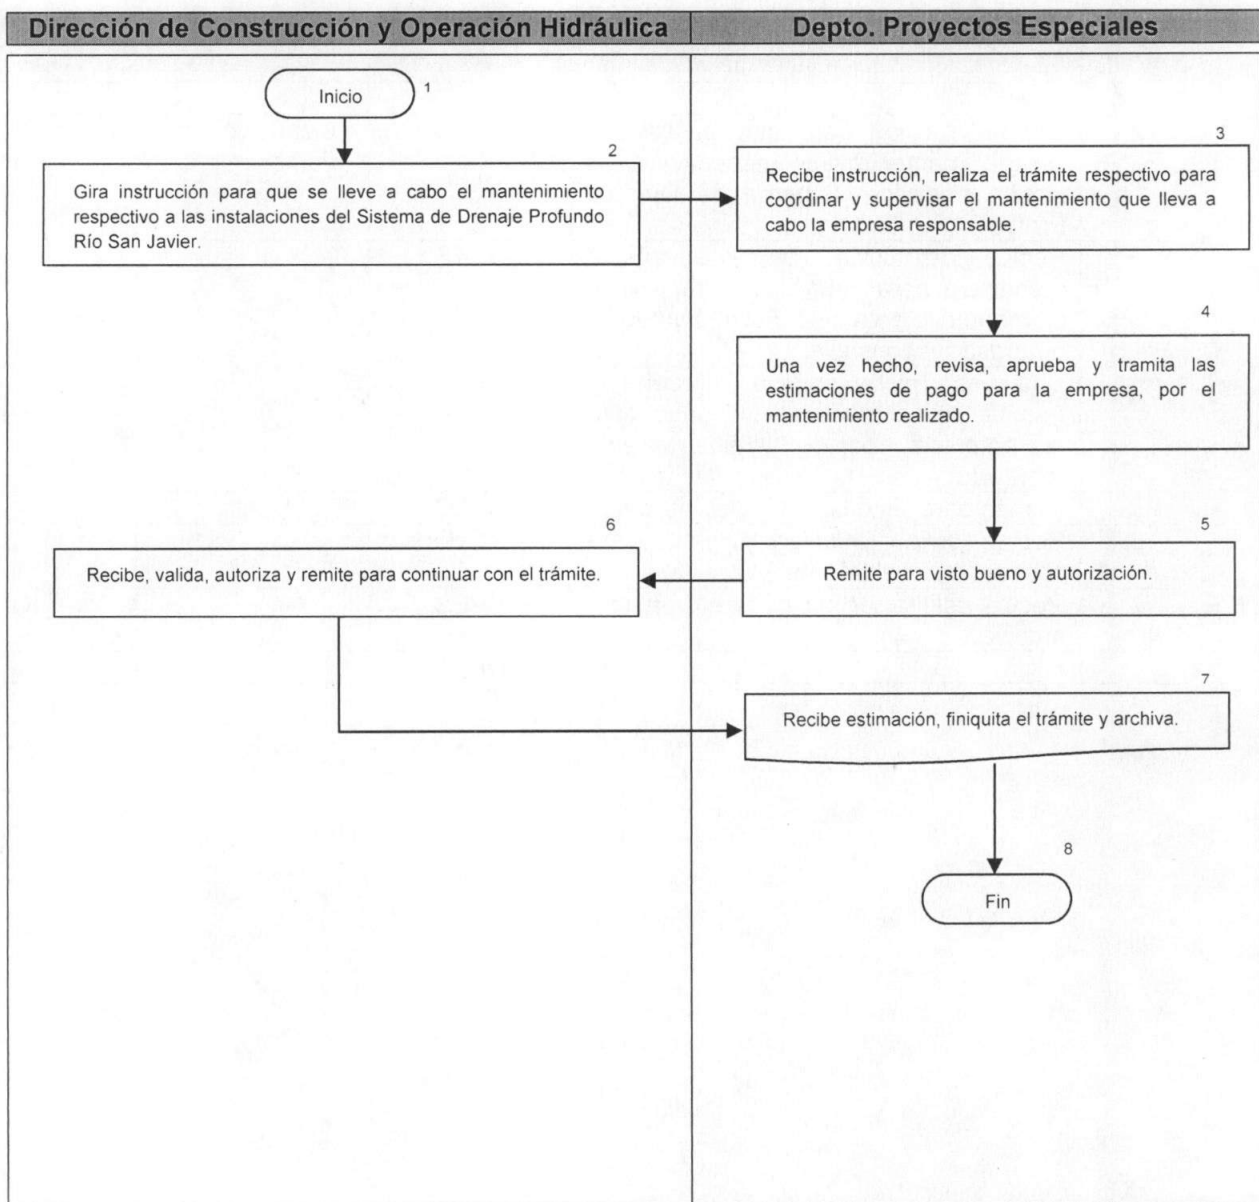 Dirección de Construcción y Operación Hidráulica
Depto. Proyectos Especiales
Inicio
1
2
Gira instrucción para que se lleve a cabo el mantenimiento
respectivo a las instalaciones del Sistema de Drenaje Profundo
Río San Javier.
3
Recibe instrucción, realiza el trámite respectivo para
coordinar y supervisar el mantenimiento que lleva a
cabo la empresa responsable.
4
Una vez hecho, revisa, aprueba y tramita las
estimaciones de pago para la empresa, por el
mantenimiento realizado.
5
Remite para visto bueno y autorización.
6
Recibe, valida, autoriza y remite para continuar con el trámite.
7
Recibe estimación, finiquita el trámite y archiva.
8
Fin